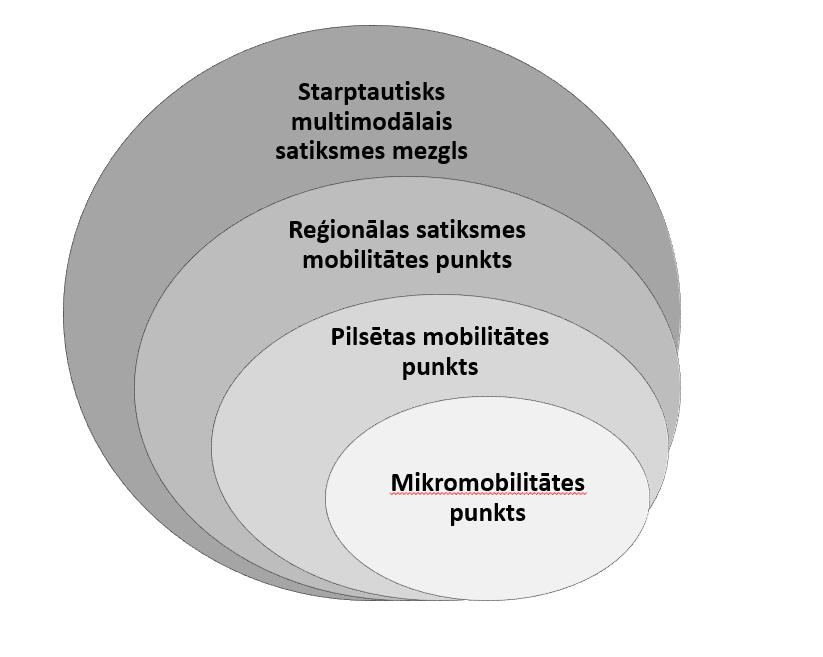 Starptautisks
multimodālais
satiksmes mezgls
Reģionālas satiksmes
mobilitātes punkts
Pilsētas mobilitātes
punkts
Mikromobilitātes
punkts